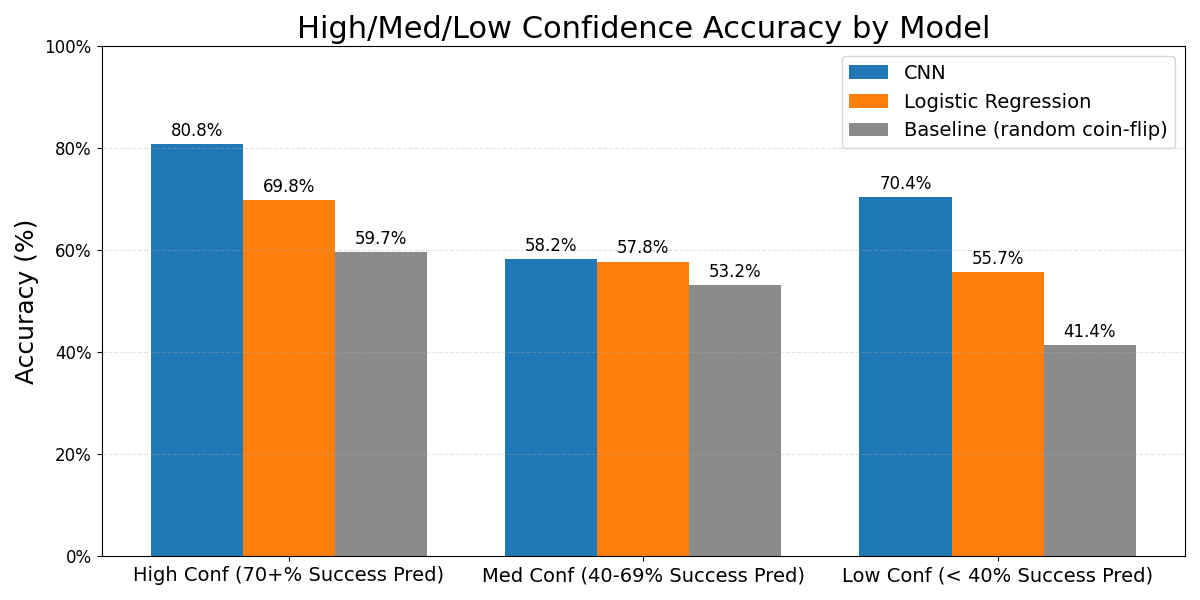 High/Med/Low Confidence Accuracy by Model
100%
80%
60%
40%
20%
0%
Accuracy (%)
CNN
Logistic Regression
Baseline (random coin-flip)
80.8%
69.8%
59.7%
58.2%
57.8%
53.2%
70.4%
55.7%
41.4%
High Conf (70+% Success Pred)
Med Conf (40-69% Success Pred)
Low Conf (< 40% Success Pred)